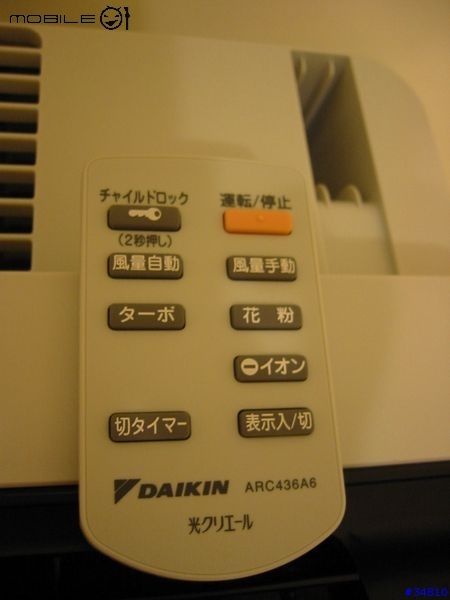 MOBILE
チャイルドロック 運転/停止
(2秒押し)
風量自動 風量手動
ターボ 花粉
⊖イオン
切タイマー 表示入/切
DAIKIN ARC436A6
光クリエール
#34810